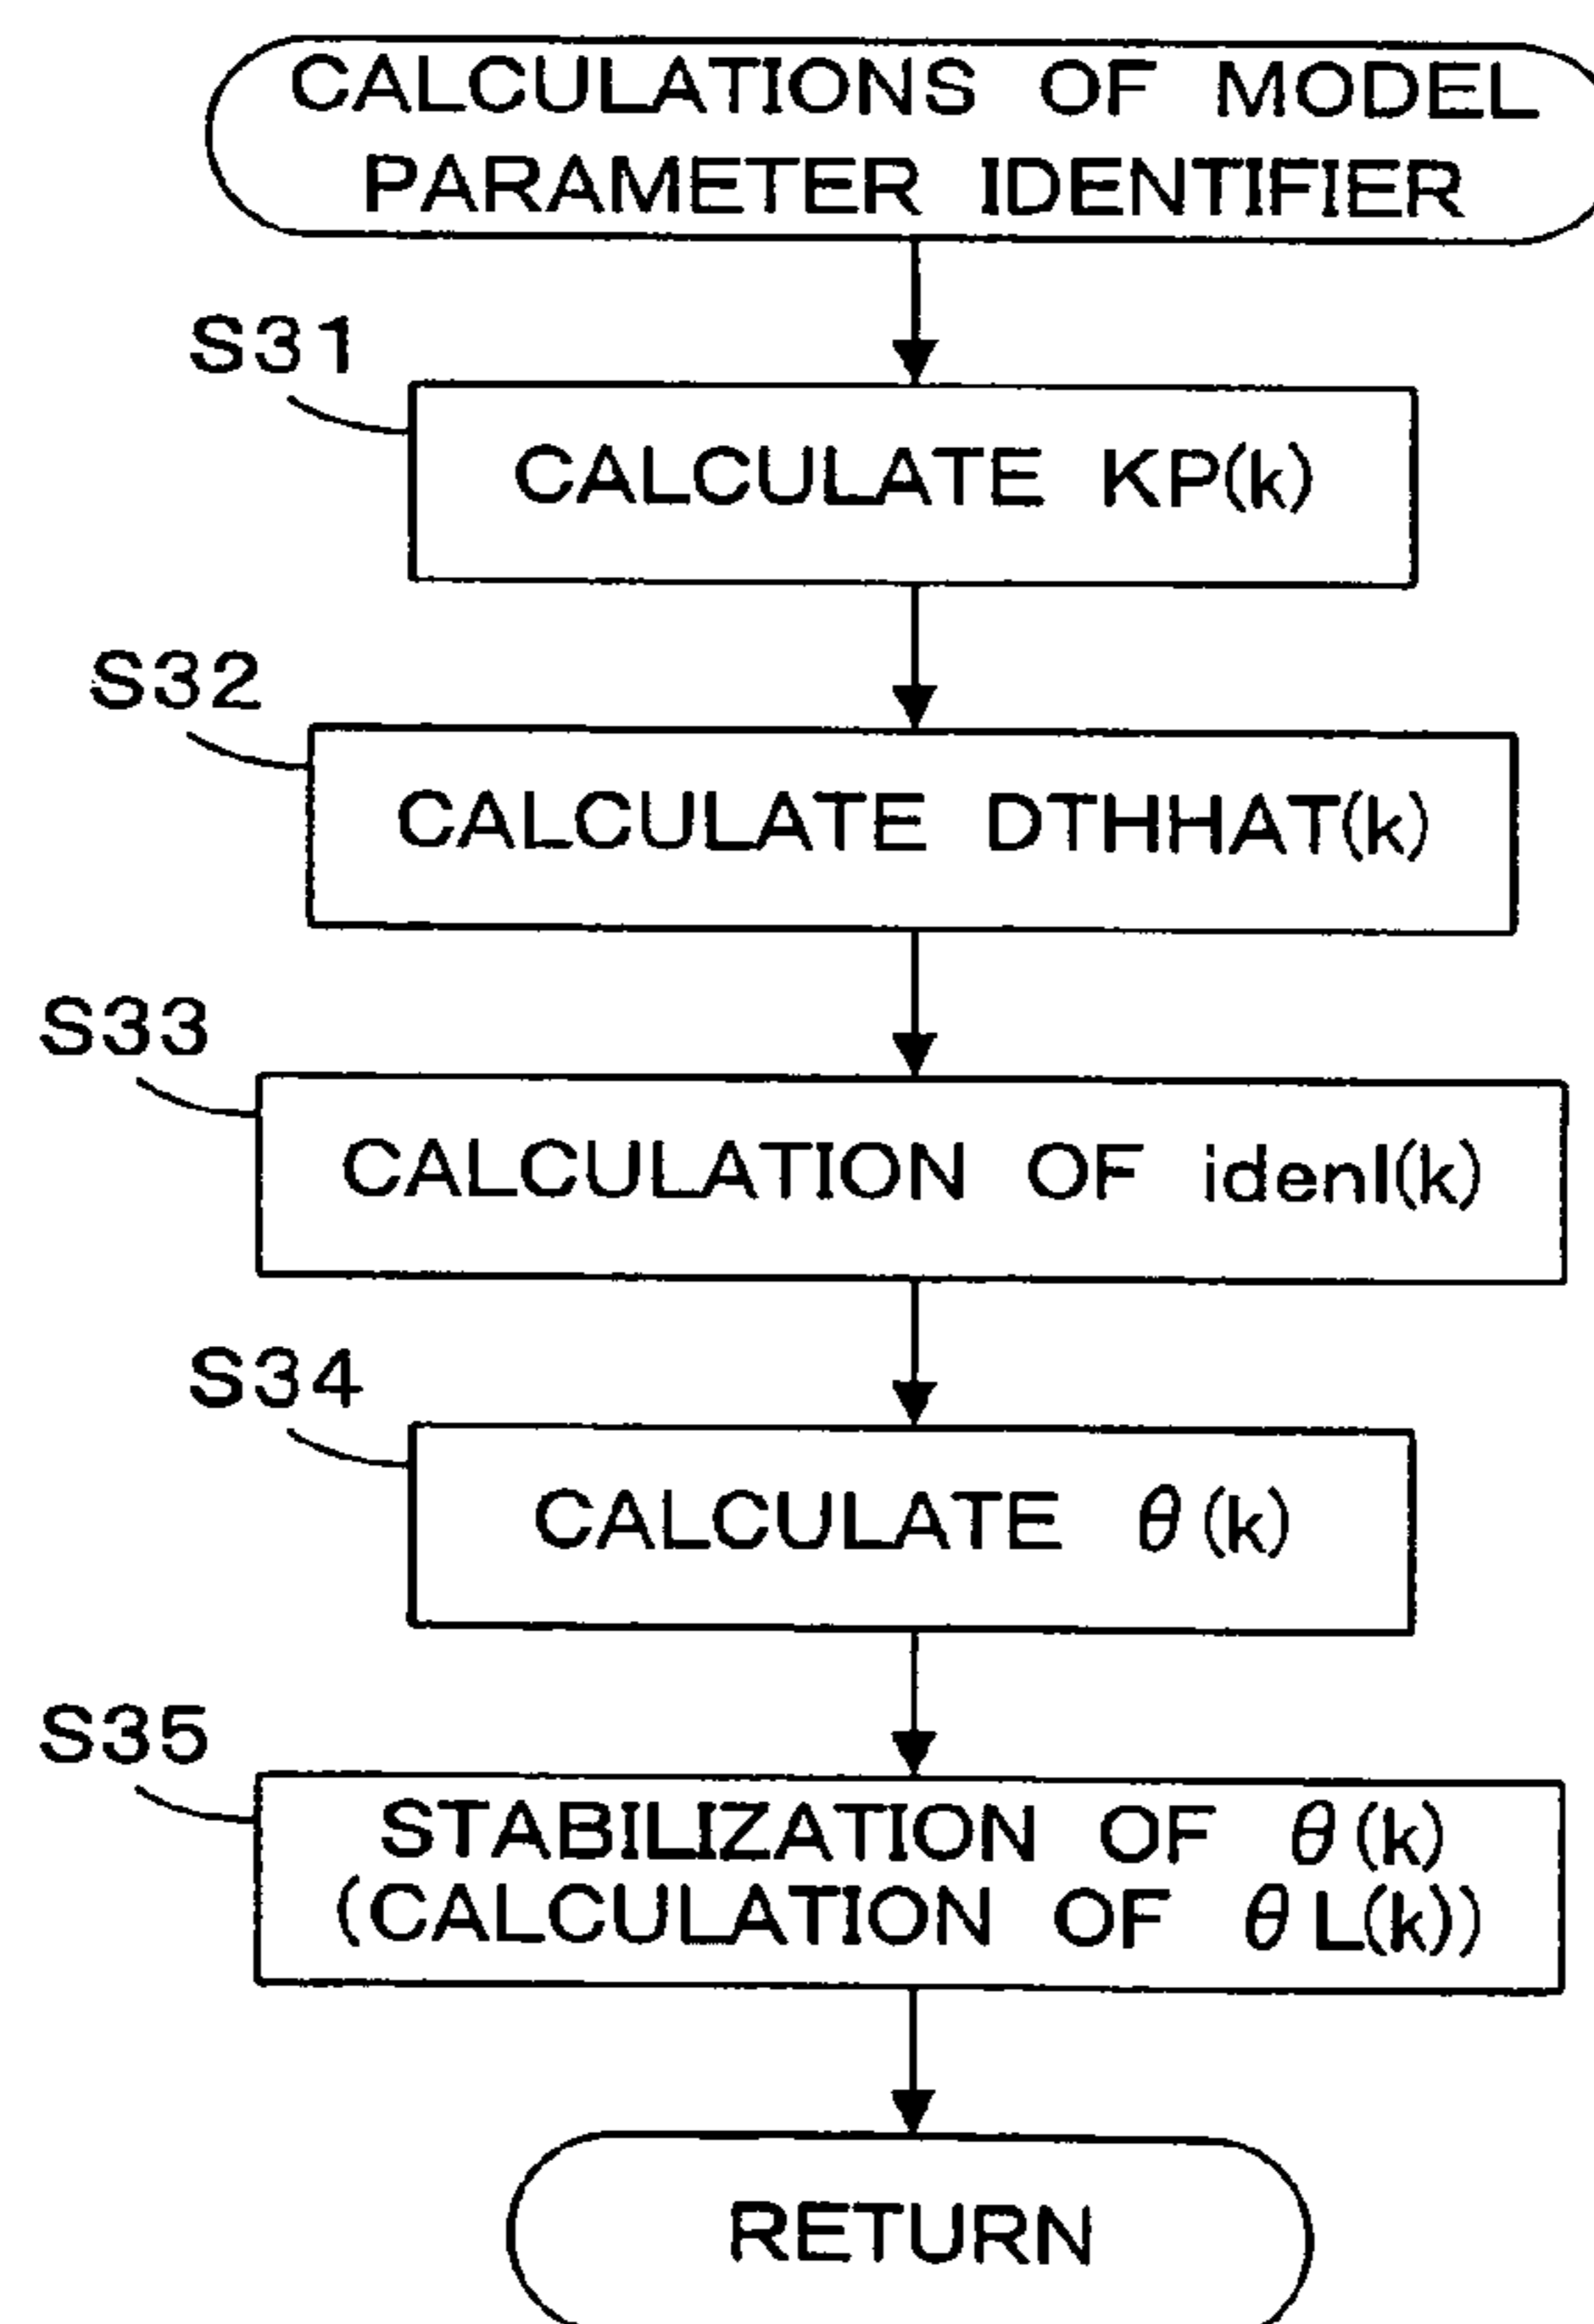 CALCULATIONS OF MODEL
PARAMETER IDENTIFIER
S31
CALCULATE KP(k)
S32
CALCULATE DTHHAT(k)
S33
CALCULATION OF idenl(k)
S34
CALCULATE θ(k)
S35
STABILIZATION OF θ(k)
(CALCULATION OF θL(k))
RETURN